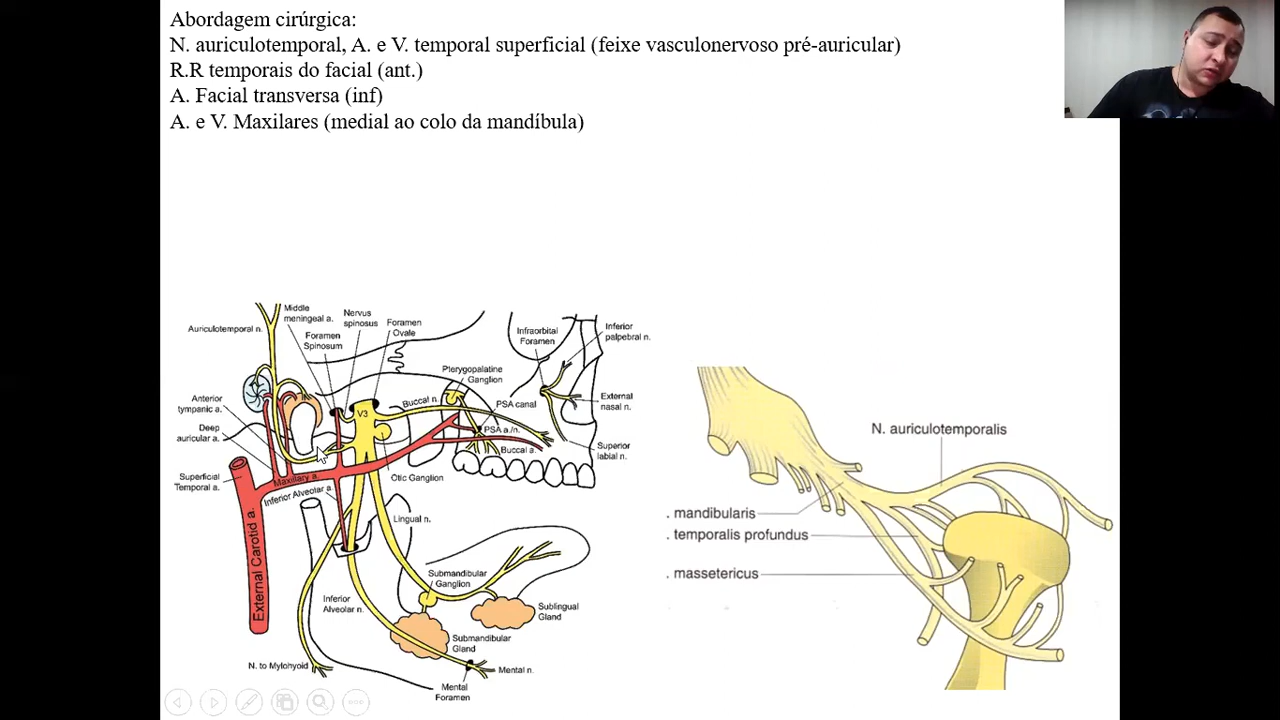 Abordagem cirúrgica:
N. auriculotemporal, A. e V. temporal superficial (feixe vasculonervoso pré-auricular)
R.R temporais do facial (ant.)
A. Facial transversa (inf)
A. e V. Maxilares (medial ao colo da mandíbula)
Auriculotemporal n.
Middle
meningeal a.
Nervus
spinosus
Foramen
Spinosum
Foramen
Ovale
Infraorbital
Foramen
Inferior
palpebral n.
Pterygopalatine
Ganglion
Anterior
tympanic a.
Deep
auricular a.
V3
Buccal n.
PSA canal
PSA a./n.
Buccal a.
External
nasal n.
Superior
labial n.
Superficial
Temporal a.
Maxillary a.
Inferior Alveolar a.
Otic Ganglion
External Carotid a.
Lingual n.
Submandibular
Ganglion
Inferior
Alveolar n.
Sublingual
Gland
Submandibular
Gland
N. to Mylohyoid
Mental n.
Mental
Foramen
N. auriculotemporalis
. mandibularis
. temporalis profundus
. massetericus